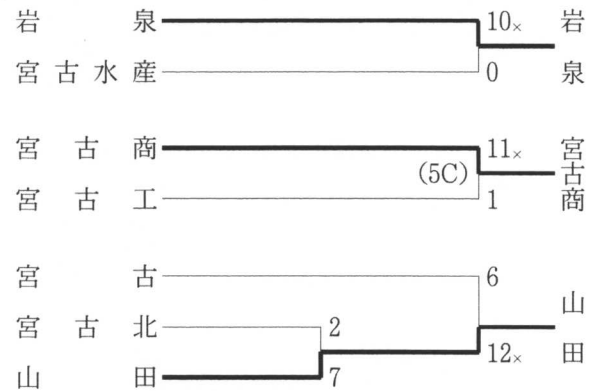 岩泉 10× 岩泉
宮古水産 0
宮古商 11× 宮古商
(5C)
宮古工 1
宮古 6
宮古北 2 山田
山田 7 12×